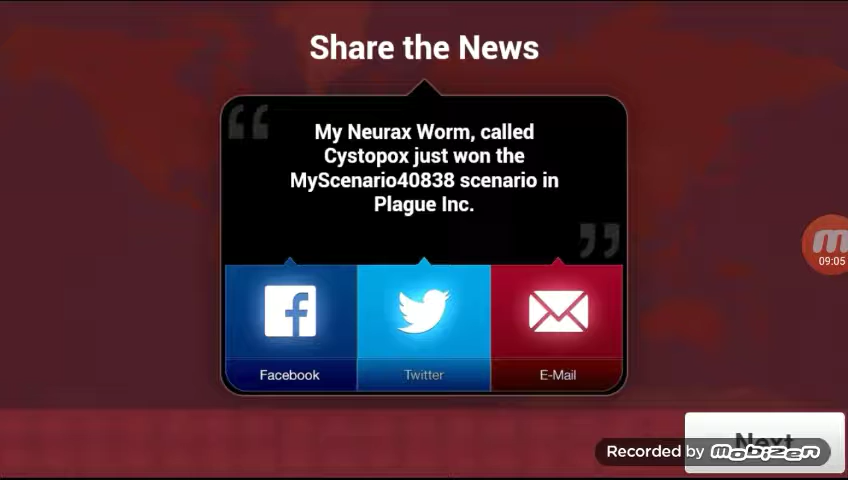 Share the News
My Neurax Worm, called
Cystopox just won the
MyScenario40838 scenario in
Plague Inc.
09:05
Facebook
Twitter
E-Mail
Next
Recorded by mobizen